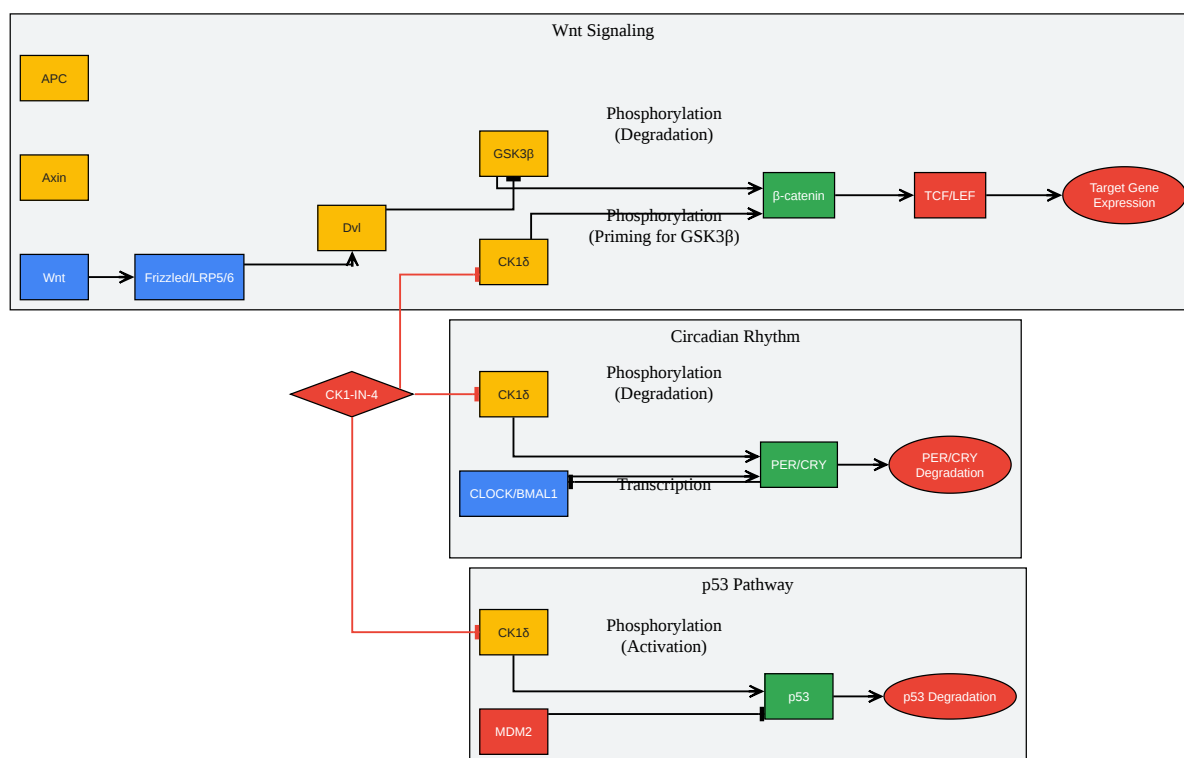 Wnt Signaling
APC
Phosphorylation
(Degradation)
GSK3β
Axin
β-catenin
TCF/LEF
Target Gene
Expression
Dvl
Phosphorylation
(Priming for GSK3β)
CK1δ
Wnt
Frizzled/LRP5/6
Circadian Rhythm
CK1-IN-4
CK1δ
Phosphorylation
(Degradation)
PER/CRY
PER/CRY
Degradation
CLOCK/BMAL1
Transcription
p53 Pathway
CK1δ
Phosphorylation
(Activation)
p53
p53 Degradation
MDM2